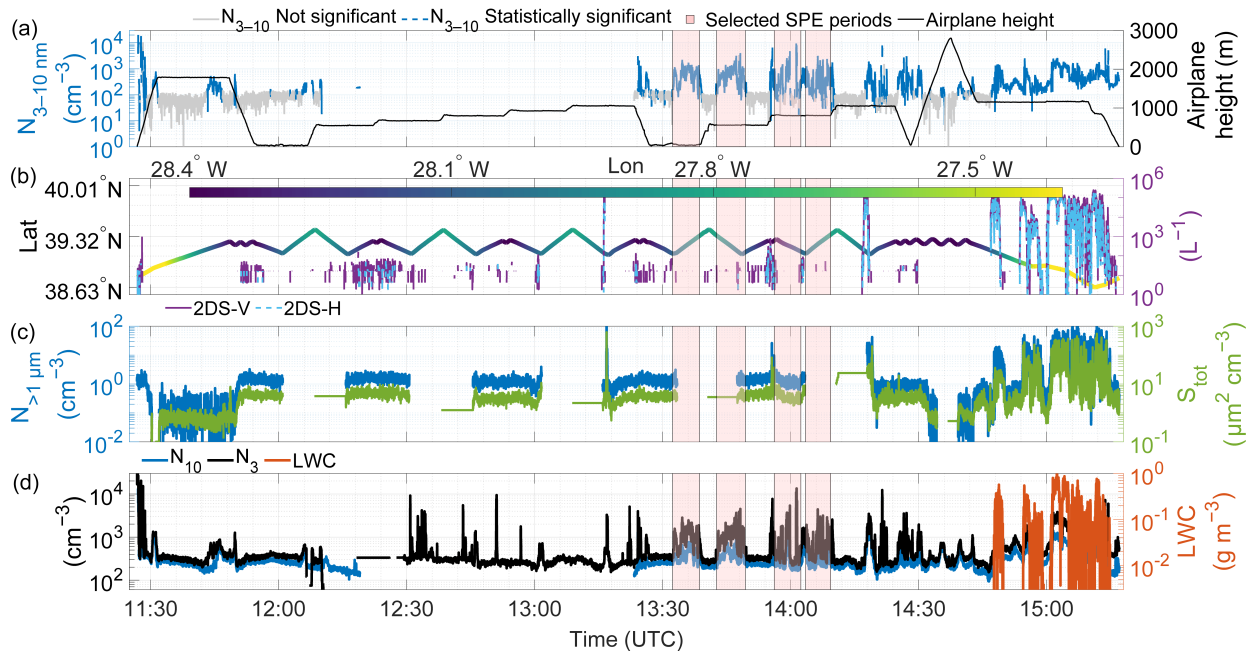 N3–10 Not significant N3–10 Statistically significant Selected SPE periods Airplane height
(a)
N3–10 nm
(cm−3)
10^4
10^3
10^2
10^1
10^0
3000
2000
1000
0
Airplane
height (m)
28.4°W 28.1°W Lon 27.8°W 27.5°W
(b)
Lat
40.01°N
39.32°N
38.63°N
10^6
10^3
10^0
(L−1)
2DS-V 2DS-H
(c)
N>1 μm
(cm−3)
10^2
10^0
10^-2
10^3
10^1
10^-1
Stot
(μm2 cm−3)
N10 N3 LWC
(d)
(cm−3)
10^4
10^3
10^2
10^0
10^-1
10^-2
LWC
(g m−3)
11:30 12:00 12:30 13:00 13:30 14:00 14:30 15:00
Time (UTC)